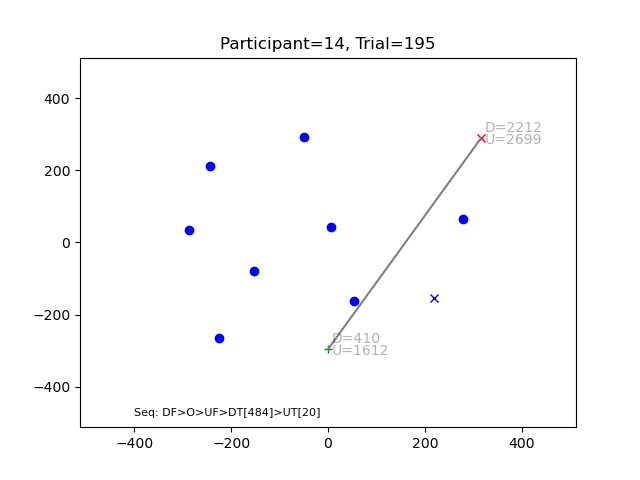 Participant=14, Trial=195
400
200
0
−200
−400
D=2212
U=2699
D=410
U=1612
Seq: DF>O>UF>DT[484]>UT[20]
−400
−200
0
200
400